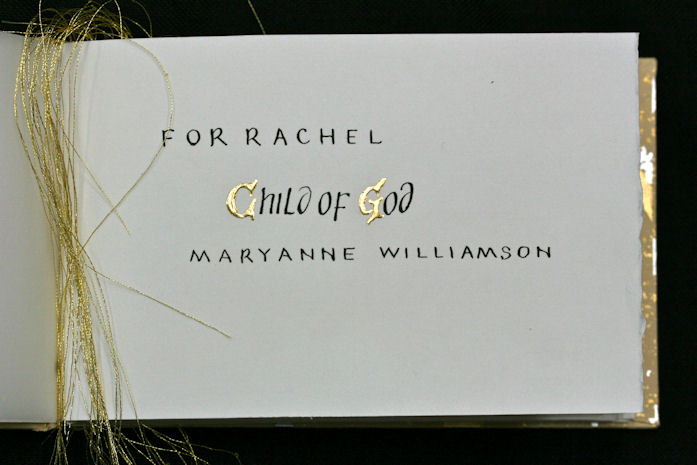 FOR RACHEL
Child of God
MARYANNE WILLIAMSON